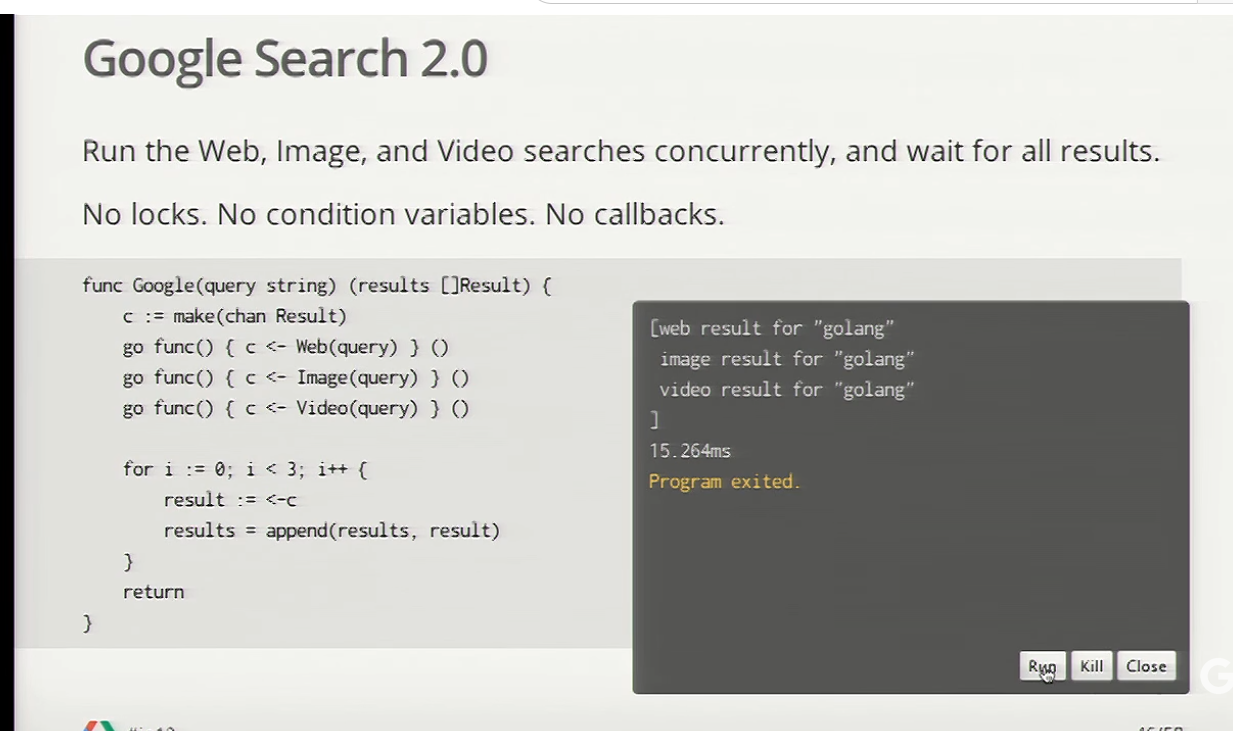 Google Search 2.0
Run the Web, Image, and Video searches concurrently, and wait for all results.
No locks. No condition variables. No callbacks.
func Google(query string) (results []Result) {
    c := make(chan Result)
    go func() { c <- Web(query) } ()
    go func() { c <- Image(query) } ()
    go func() { c <- Video(query) } ()
    for i := 0; i < 3; i++ {
        result := <-c
        results = append(results, result)
    }
    return
}
[web result for "golang"
 image result for "golang"
 video result for "golang"
]
15.264ms
Program exited.
Run Kill Close
G